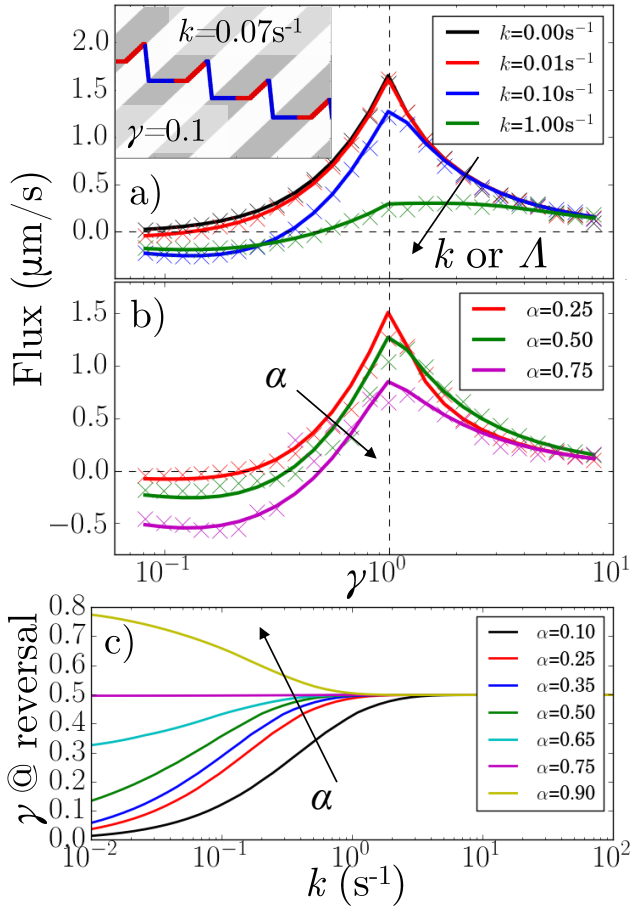 Flux (μm/s)
2.0
1.5
1.0
0.5
0.0
k=0.07s⁻¹
γ=0.1
k=0.00s⁻¹
k=0.01s⁻¹
k=0.10s⁻¹
k=1.00s⁻¹
a)
k or Λ
b)
1.5
1.0
0.5
0.0
−0.5
α=0.25
α=0.50
α=0.75
α
10⁻¹
γ
10⁰
10¹
c)
γ @ reversal
0.8
0.7
0.6
0.5
0.4
0.3
0.2
0.1
0.0
α=0.10
α=0.25
α=0.35
α=0.50
α=0.65
α=0.75
α=0.90
α
10⁻²
10⁻¹
10⁰
10¹
10²
k (s⁻¹)